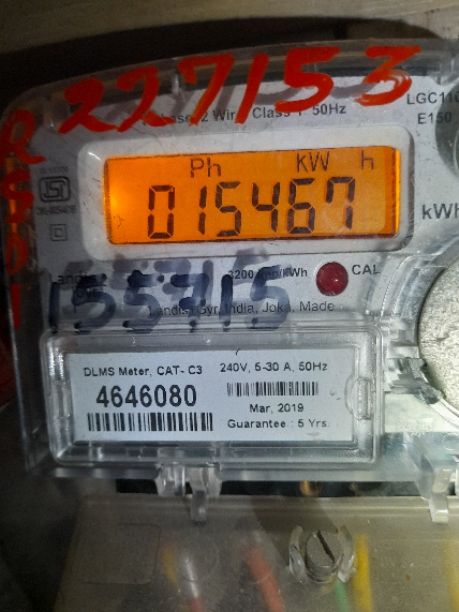 227153
LGC110
E150
2 Wire Class 1 50Hz
Ph kW h
015467
kWh
3200 imp/kWh CAL
155715
Landis Gyr, India, Joka, Made
DLMS Meter, CAT- C3 240V, 5-30 A, 50Hz
4646080
Mar, 2019
Guarantee : 5 Yrs.